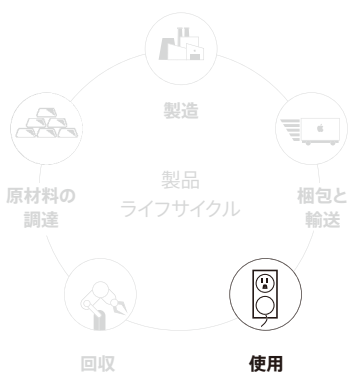 製造
原材料の
調達
製品
ライフサイクル
梱包と
輸送
回収
使用